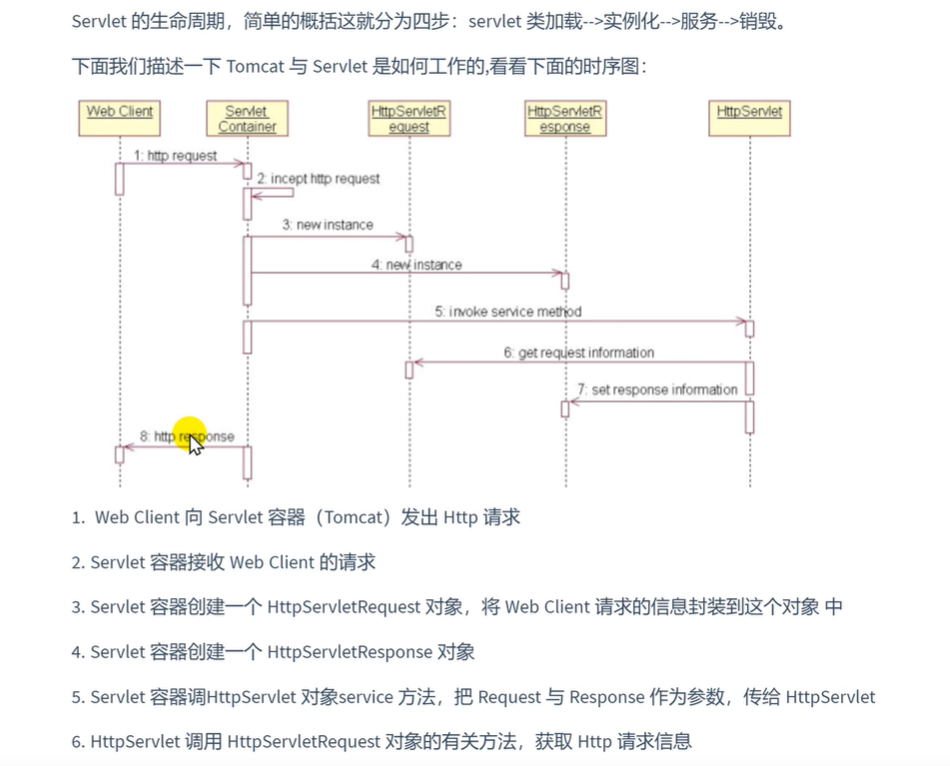 Servlet 的生命周期，简单的概括这就分为四步：servlet 类加载-->实例化-->服务-->销毁。
下面我们描述一下 Tomcat 与 Servlet 是如何工作的,看看下面的时序图：
Web Client
Servlet
Container
HttpServletR
equest
HttpServletR
esponse
HttpServlet
1: http request
2: incept http request
3: new instance
4: new instance
5: invoke service method
6: get request information
7: set response information
8: http response
1. Web Client 向 Servlet 容器（Tomcat）发出 Http 请求
2. Servlet 容器接收 Web Client 的请求
3. Servlet 容器创建一个 HttpServletRequest 对象，将 Web Client 请求的信息封装到这个对象 中
4. Servlet 容器创建一个 HttpServletResponse 对象
5. Servlet 容器调HttpServlet 对象service 方法，把 Request 与 Response 作为参数，传给 HttpServlet
6. HttpServlet 调用 HttpServletRequest 对象的有关方法，获取 Http 请求信息